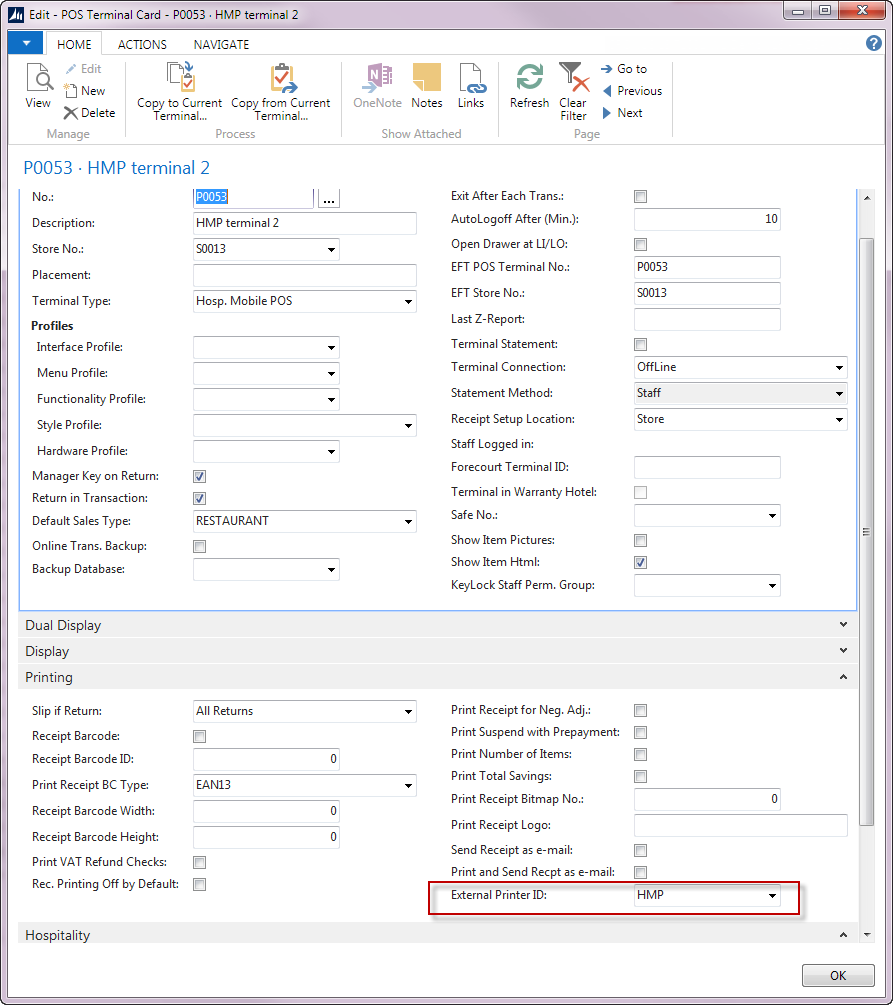 Edit - POS Terminal Card - P0053 · HMP terminal 2
HOME ACTIONS NAVIGATE
View
Edit
New
Delete
Manage
Copy to Current Terminal...
Copy from Current Terminal...
Process
OneNote
Notes
Links
Show Attached
Refresh
Clear Filter
Go to
Previous
Next
Page
P0053 · HMP terminal 2
No.: P0053 ...
Description: HMP terminal 2
Store No.: S0013
Placement:
Terminal Type: Hosp. Mobile POS
Profiles
Interface Profile:
Menu Profile:
Functionality Profile:
Style Profile:
Hardware Profile:
Manager Key on Return:
Return in Transaction:
Default Sales Type: RESTAURANT
Online Trans. Backup:
Backup Database:
Exit After Each Trans.:
AutoLogoff After (Min.): 10
Open Drawer at LI/LO:
EFT POS Terminal No.: P0053
EFT Store No.: S0013
Last Z-Report:
Terminal Statement:
Terminal Connection: OffLine
Statement Method: Staff
Receipt Setup Location: Store
Staff Logged in:
Forecourt Terminal ID:
Terminal in Warranty Hotel:
Safe No.:
Show Item Pictures:
Show Item Html:
KeyLock Staff Perm. Group:
Dual Display
Display
Printing
Slip if Return: All Returns
Receipt Barcode:
Receipt Barcode ID: 0
Print Receipt BC Type: EAN13
Receipt Barcode Width: 0
Receipt Barcode Height: 0
Print VAT Refund Checks:
Rec. Printing Off by Default:
Print Receipt for Neg. Adj.:
Print Suspend with Prepayment:
Print Number of Items:
Print Total Savings:
Print Receipt Bitmap No.: 0
Print Receipt Logo:
Send Receipt as e-mail:
Print and Send Recpt as e-mail:
External Printer ID: HMP
Hospitality
OK